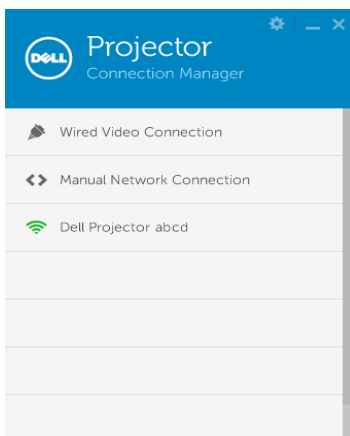 DELL
Projector
Connection Manager
Wired Video Connection
Manual Network Connection
Dell Projector abcd